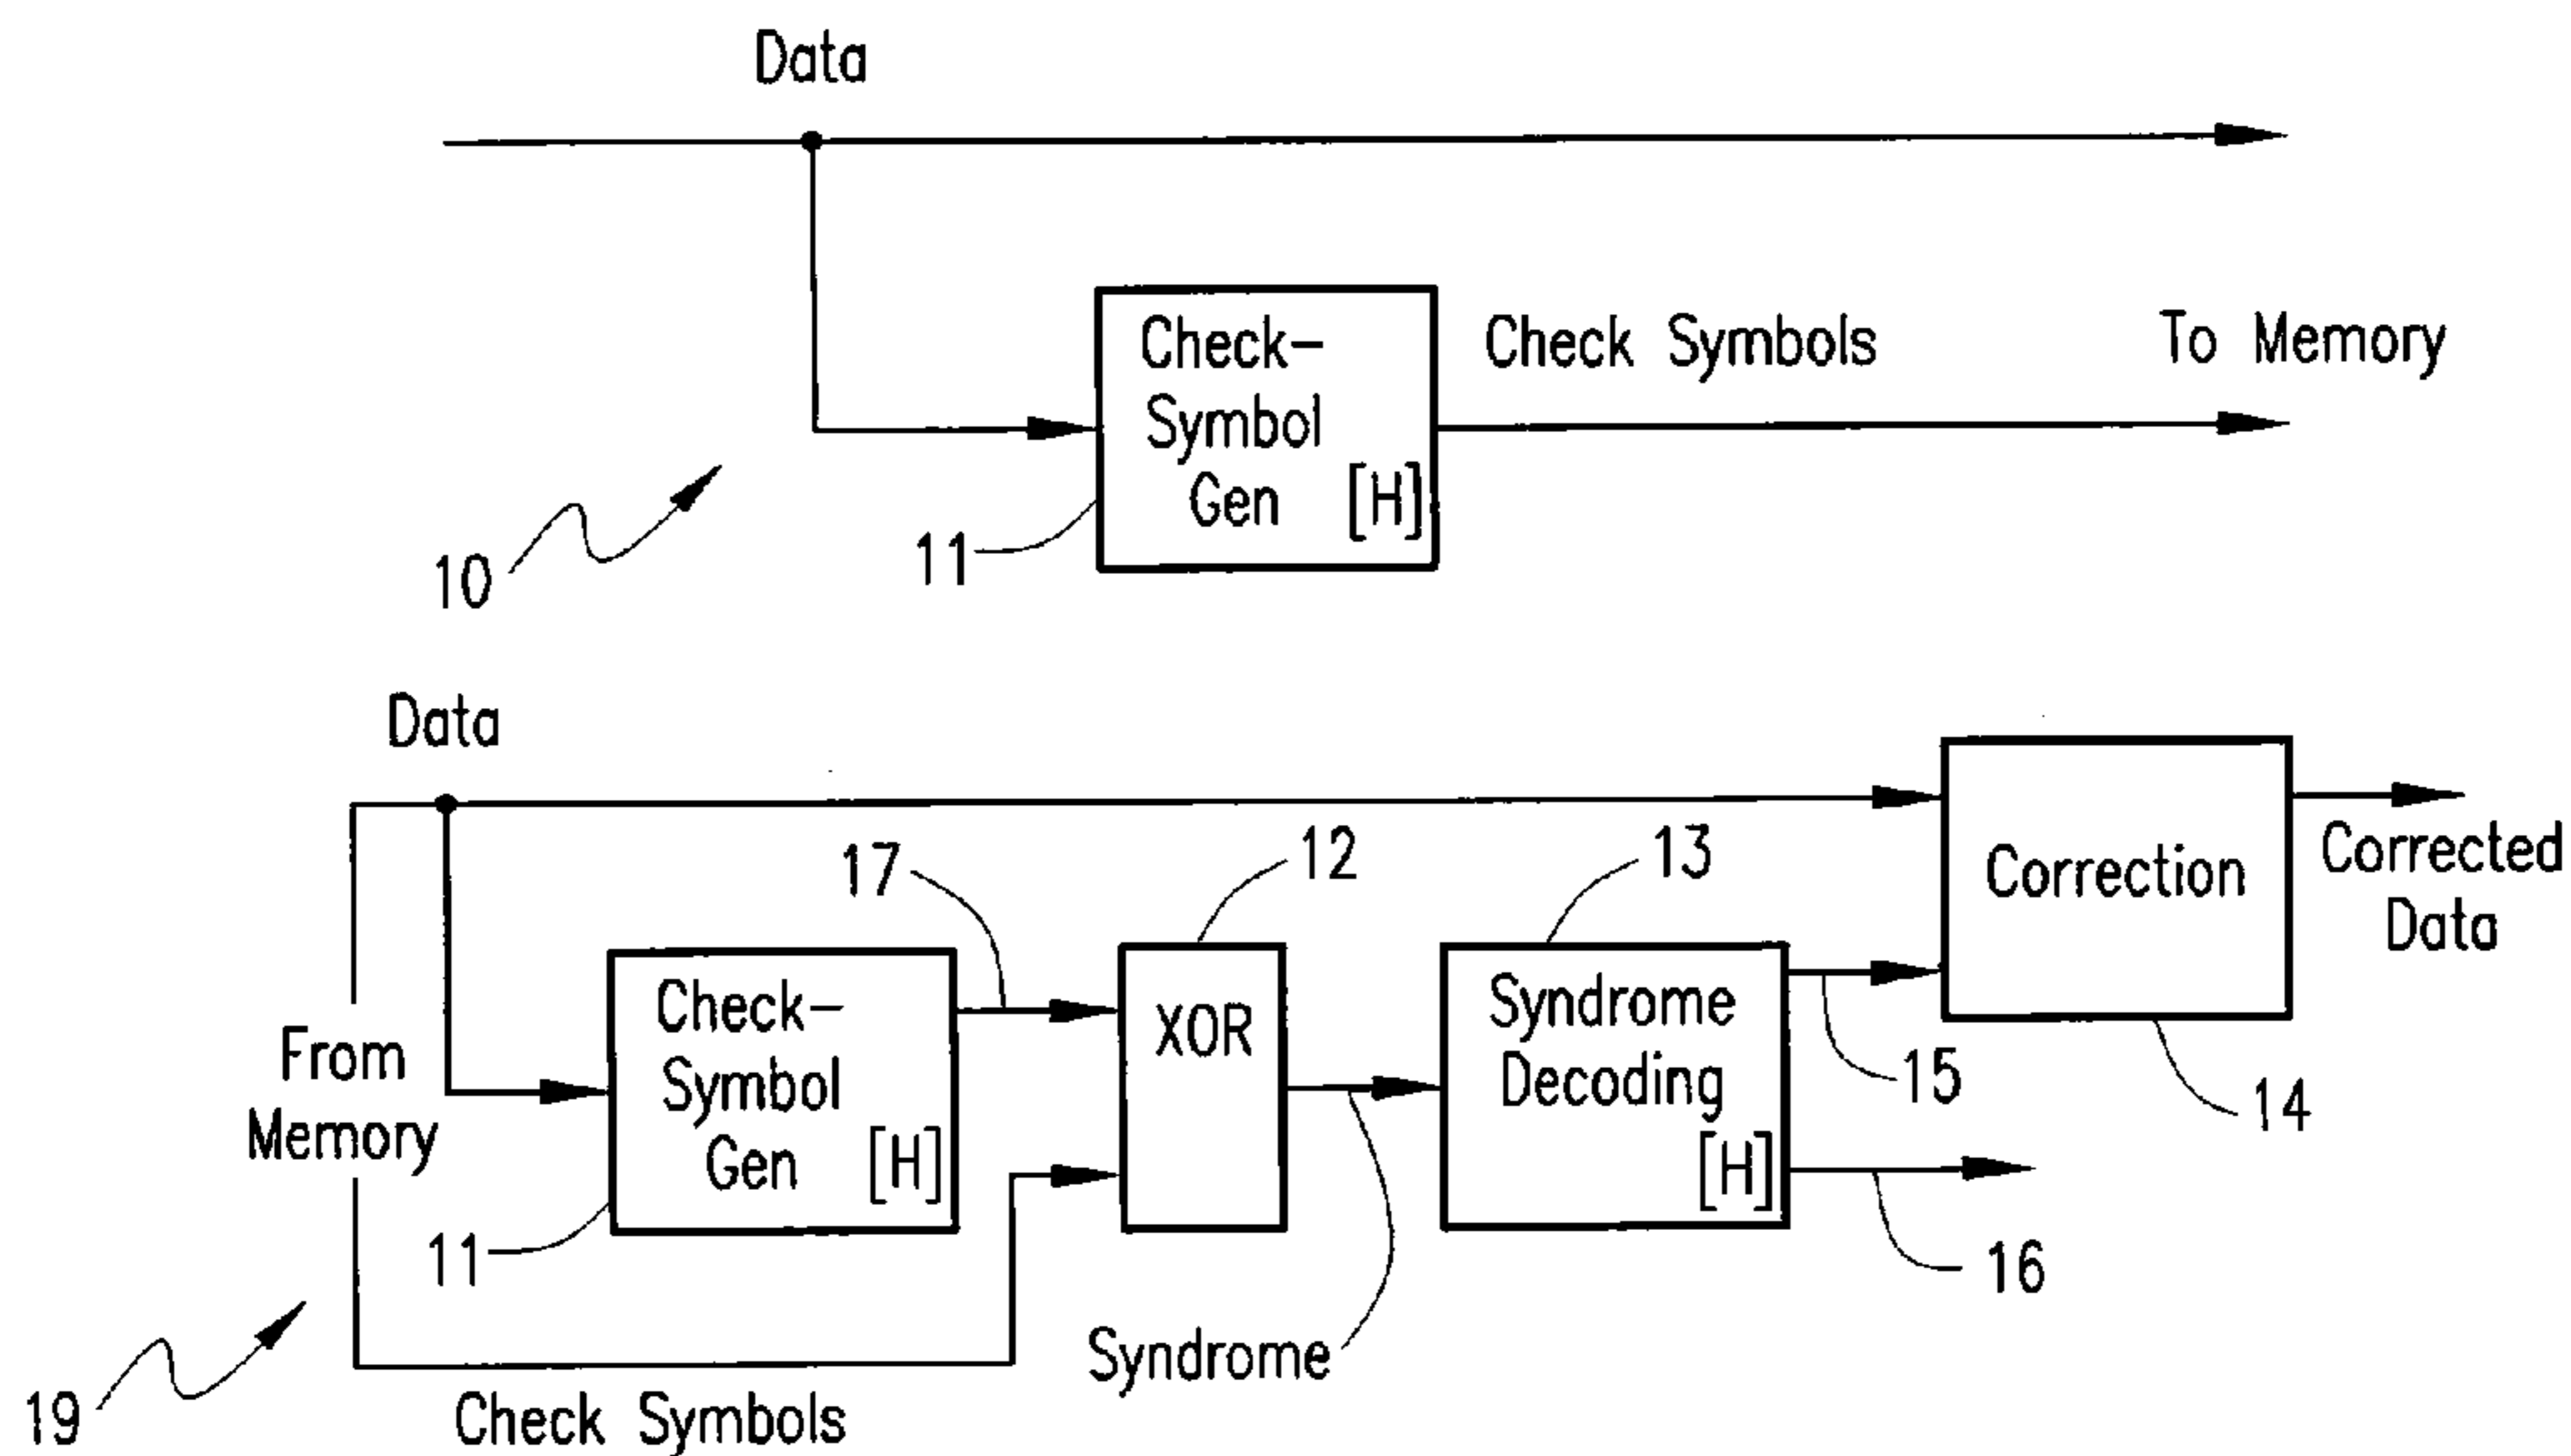 Data
Check-
Symbol
Gen [H]
Check Symbols
To Memory
10
11
Data
17
12
13
Correction
Corrected
Data
From
Memory
Check-
Symbol
Gen [H]
XOR
Syndrome
Decoding
[H]
15
14
11
16
Syndrome
19
Check Symbols